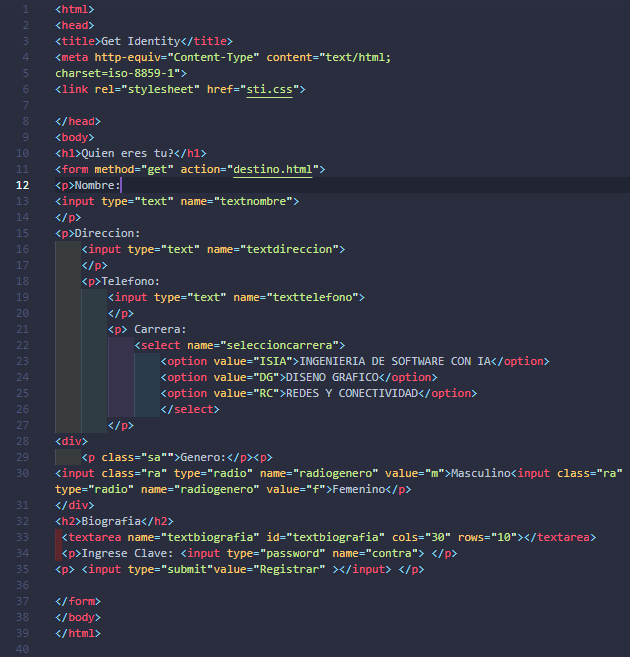 1 <html>
2 <head>
3 <title>Get Identity</title>
4 <meta http-equiv="Content-Type" content="text/html;
5 charset=iso-8859-1">
6 <link rel="stylesheet" href="sti.css">
7
8 </head>
9 <body>
10 <h1>Quien eres tu?</h1>
11 <form method="get" action="destino.html">
12 <p>Nombre:
13 <input type="text" name="textnombre">
14 </p>
15 <p>Direccion:
16 <input type="text" name="textdireccion">
17 </p>
18 <p>Telefono:
19 <input type="text" name="texttelefono">
20 </p>
21 <p> Carrera:
22 <select name="seleccioncarrera">
23 <option value="ISIA">INGENIERIA DE SOFTWARE CON IA</option>
24 <option value="DG">DISENO GRAFICO</option>
25 <option value="RC">REDES Y CONECTIVIDAD</option>
26 </select>
27 </p>
28 <div>
29 <p class="sa"">Genero:</p><p>
30 <input class="ra" type="radio" name="radiogenero" value="m">Masculino<input class="ra"
type="radio" name="radiogenero" value="f">Femenino</p>
31 </div>
32 <h2>Biografia</h2>
33 <textarea name="textbiografia" id="textbiografia" cols="30" rows="10"></textarea>
34 <p>Ingrese Clave: <input type="password" name="contra"> </p>
35 <p> <input type="submit"value="Registrar" ></input> </p>
36
37 </form>
38 </body>
39 </html>
40